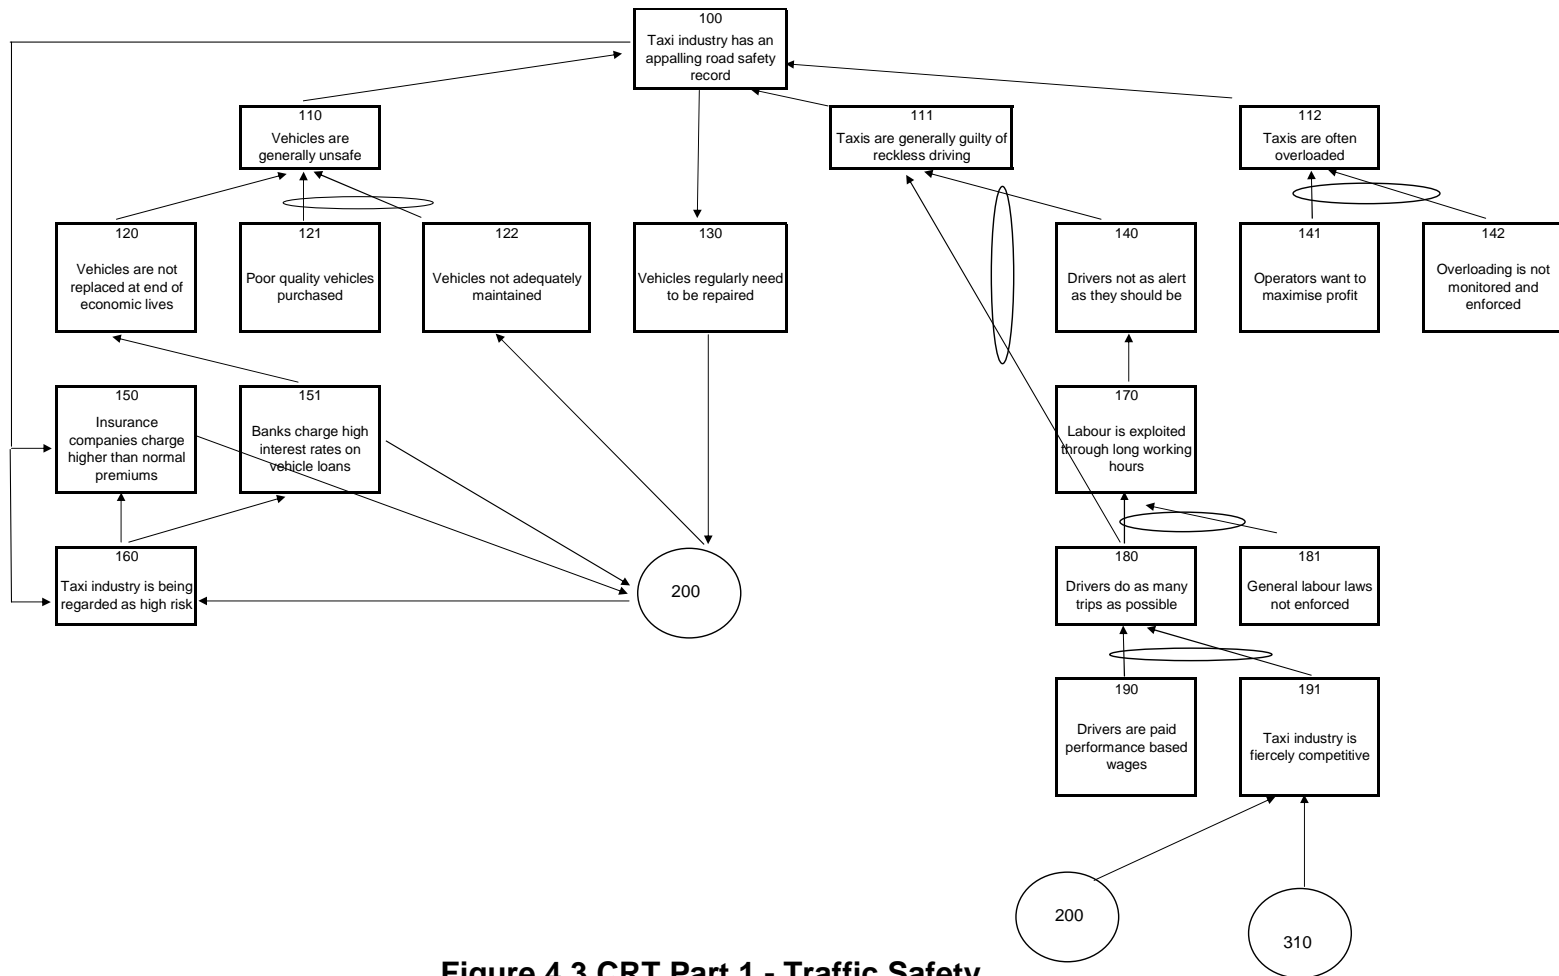 100
Taxi industry has an
appalling road safety
record
110
Vehicles are
generally unsafe
111
Taxis are generally guilty of
reckless driving
112
Taxis are often
overloaded
120
Vehicles are not
replaced at end of
economic lives
121
Poor quality vehicles
purchased
122
Vehicles not adequately
maintained
130
Vehicles regularly need
to be repaired
140
Drivers not as alert
as they should be
141
Operators want to
maximise profit
142
Overloading is not
monitored and
enforced
150
Insurance
companies charge
higher than normal
premiums
151
Banks charge high
interest rates on
vehicle loans
170
Labour is exploited
through long working
hours
160
Taxi industry is being
regarded as high risk
200
180
Drivers do as many
trips as possible
181
General labour laws
not enforced
190
Drivers are paid
performance based
wages
191
Taxi industry is
fiercely competitive
200
310
Figure 4.3 CRT Part 1 - Traffic Safety